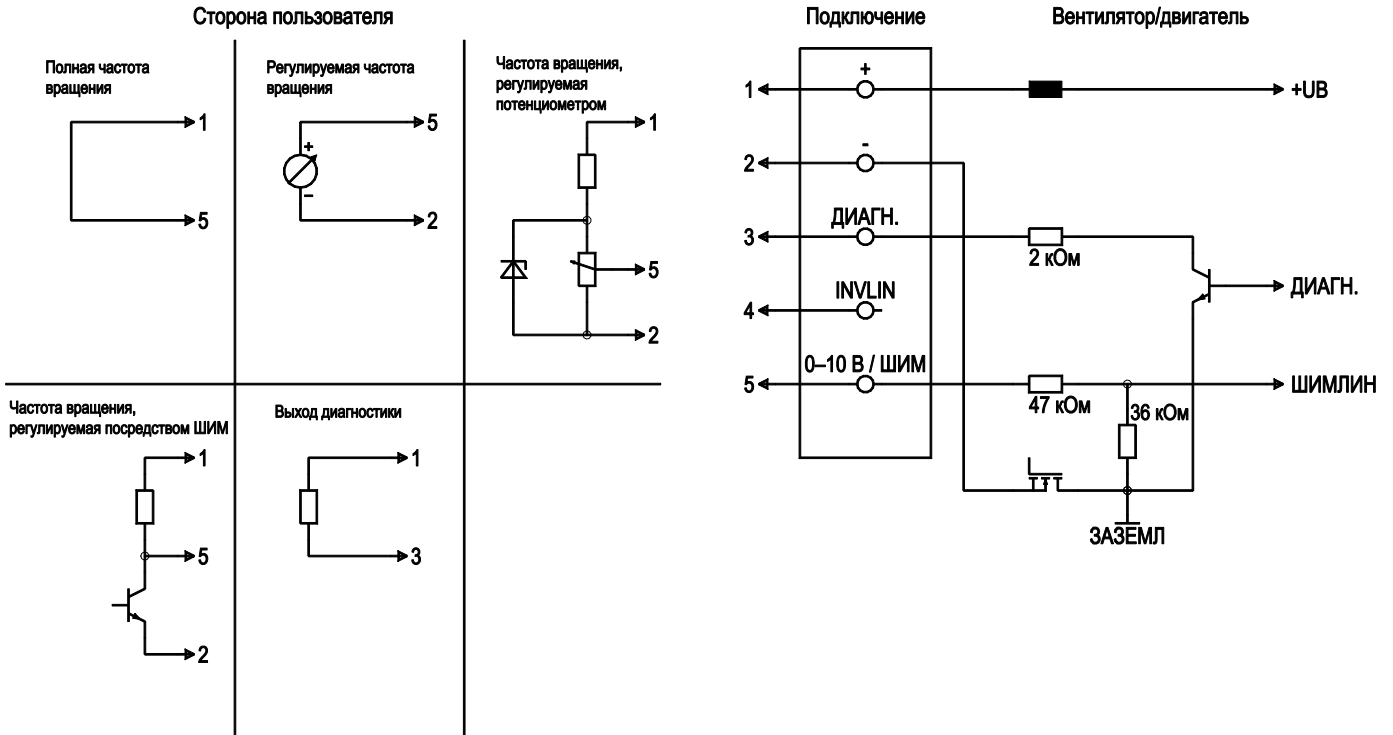 Сторона пользователя
Полная частота
вращения
1
5
Регулируемая частота
вращения
5
+
–
2
Частота вращения,
регулируемая
потенциометром
1
5
2
Частота вращения,
регулируемая посредством ШИМ
1
5
2
Выход диагностики
1
3
Подключение
Вентилятор/двигатель
1
+
+UB
2
-
3
ДИАГН.
2 кОм
ДИАГН.
4
INVLIN
5
0–10 В / ШИМ
47 кОм
36 кОм
ШИМЛИН
ЗАЗЕМЛ